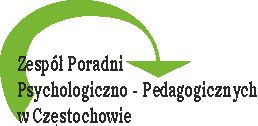 Zespół Poradni
Psychologiczno - Pedagogicznych
w Częstochowie